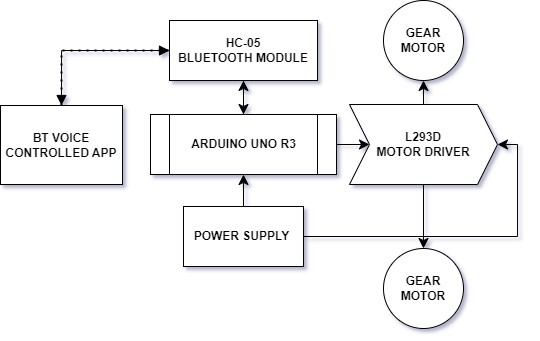 GEAR
MOTOR
HC-05
BLUETOOTH MODULE
BT VOICE
CONTROLLED APP
ARDUINO UNO R3
L293D
MOTOR DRIVER
POWER SUPPLY
GEAR
MOTOR